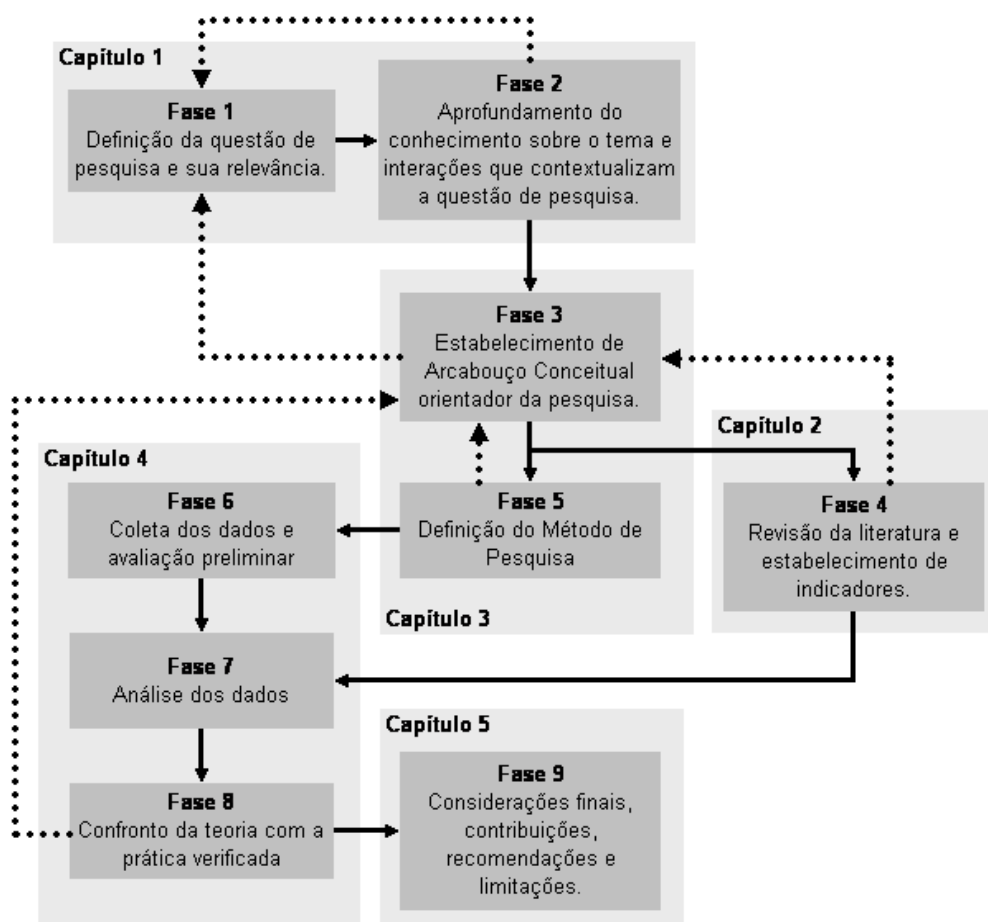 Capítulo 1
Fase 1
Definição da questão de
pesquisa e sua relevância.
Fase 2
Aprofundamento do
conhecimento sobre o tema e
interações que contextualizam
a questão de pesquisa.
Fase 3
Estabelecimento de
Arcabouço Conceitual
orientador da pesquisa.
Capítulo 2
Fase 4
Revisão da literatura e
estabelecimento de
indicadores.
Fase 5
Definição do Método de
Pesquisa
Capítulo 3
Capítulo 4
Fase 6
Coleta dos dados e
avaliação preliminar
Fase 7
Análise dos dados
Fase 8
Confronto da teoria com a
prática verificada
Capítulo 5
Fase 9
Considerações finais,
contribuições,
recomendações e
limitações.